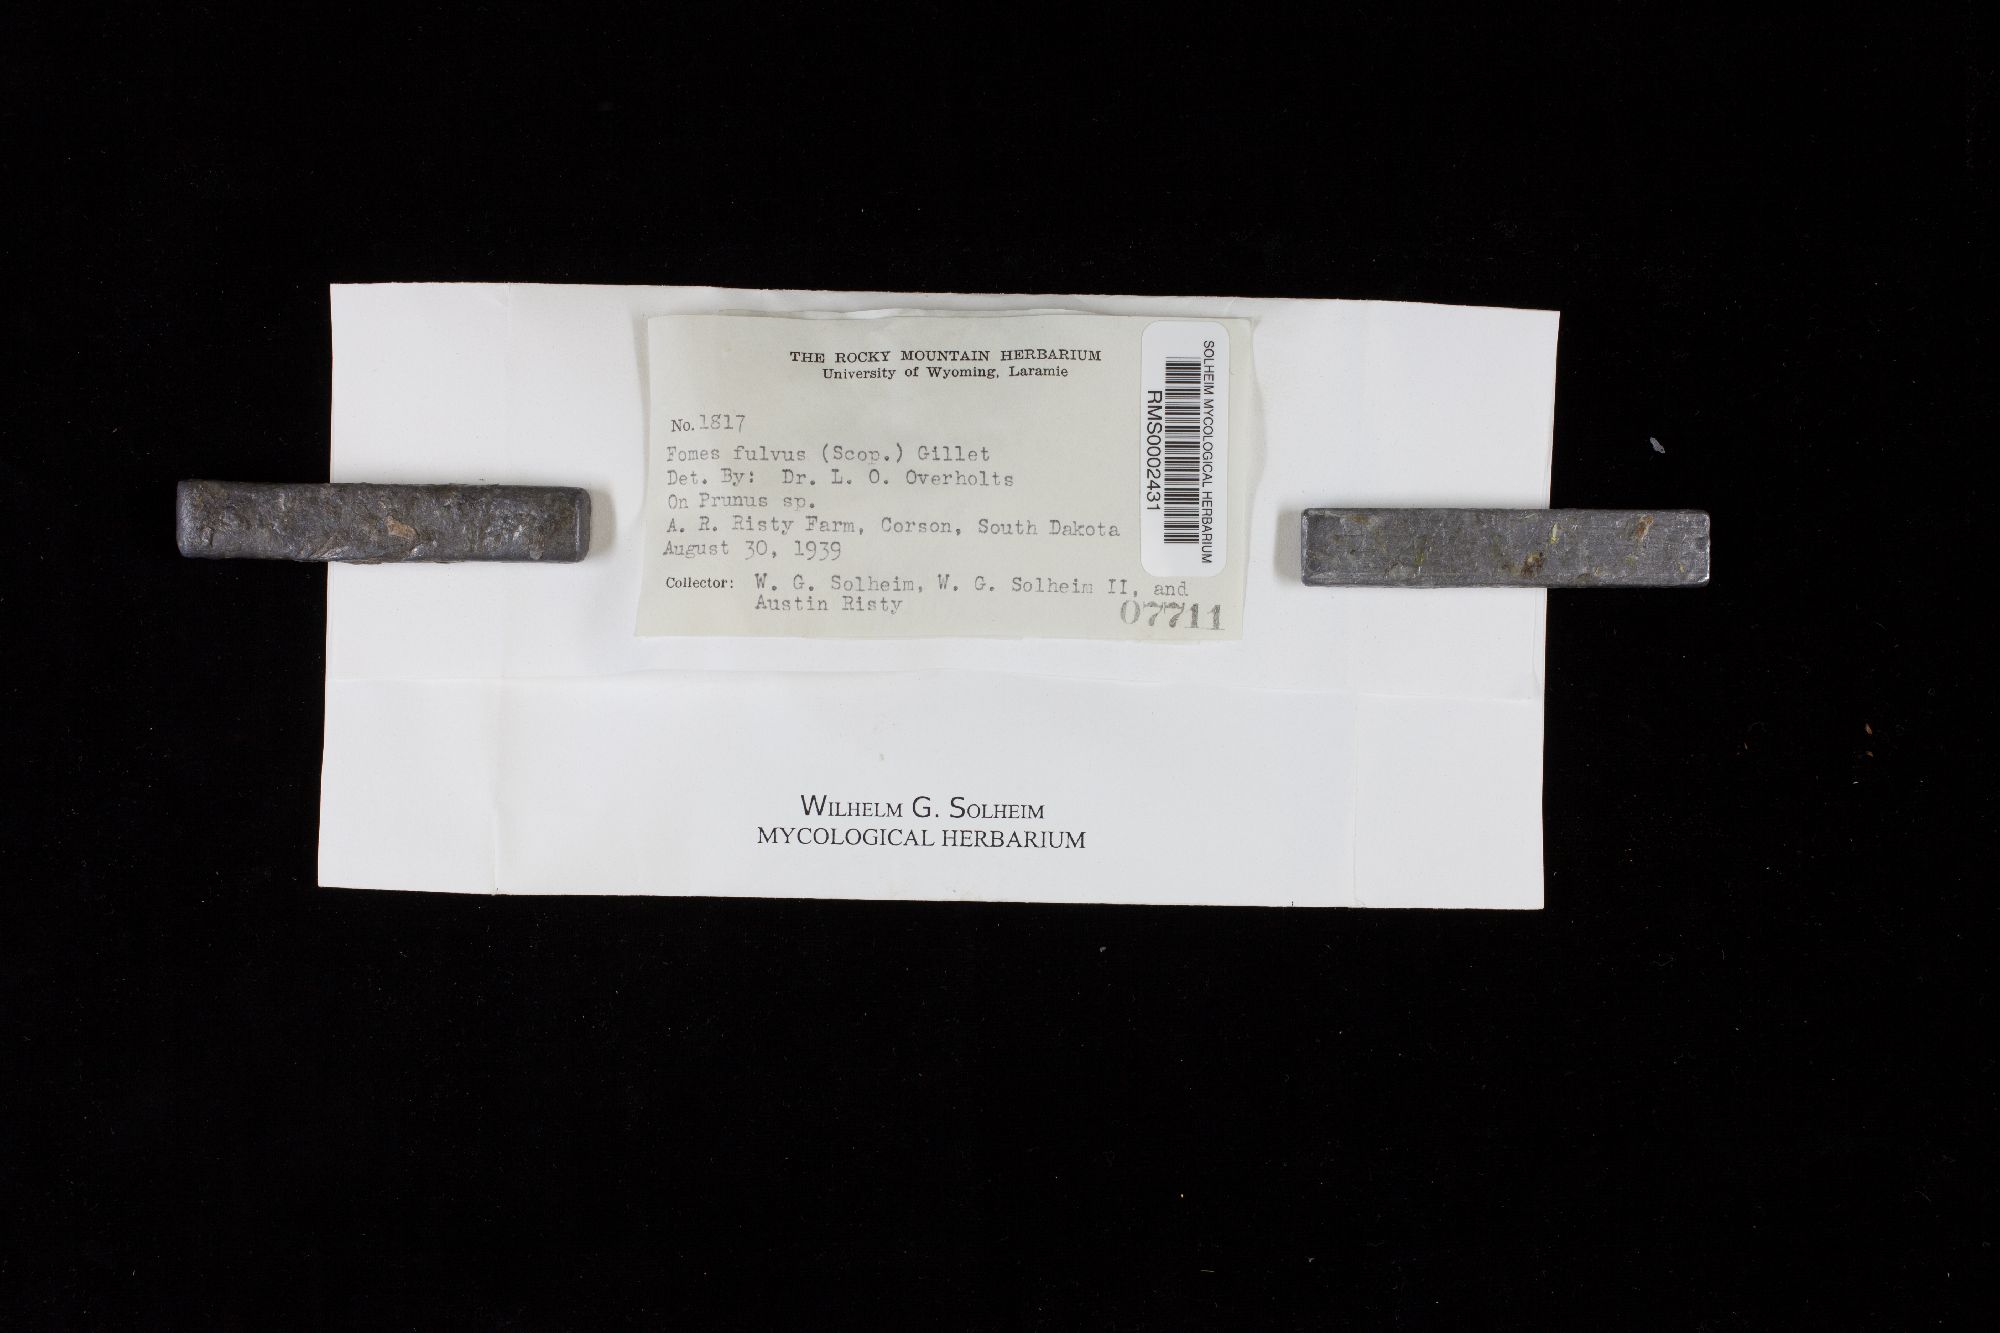 THE ROCKY MOUNTAIN HERBARIUM
University of Wyoming, Laramie
No. 1817
Fomes fulvus (Scop.) Gillet
Det. By: Dr. L. O. Overholts
On Prunus sp.
A. R. Risty Farm, Corson, South Dakota
August 30, 1939
Collector: W. G. Solheim, W. G. Solheim II, and
Austin Risty
07711
SOLHEIM MYCOLOGICAL HERBARIUM
RMS0002431
WILHELM G. SOLHEIM
MYCOLOGICAL HERBARIUM